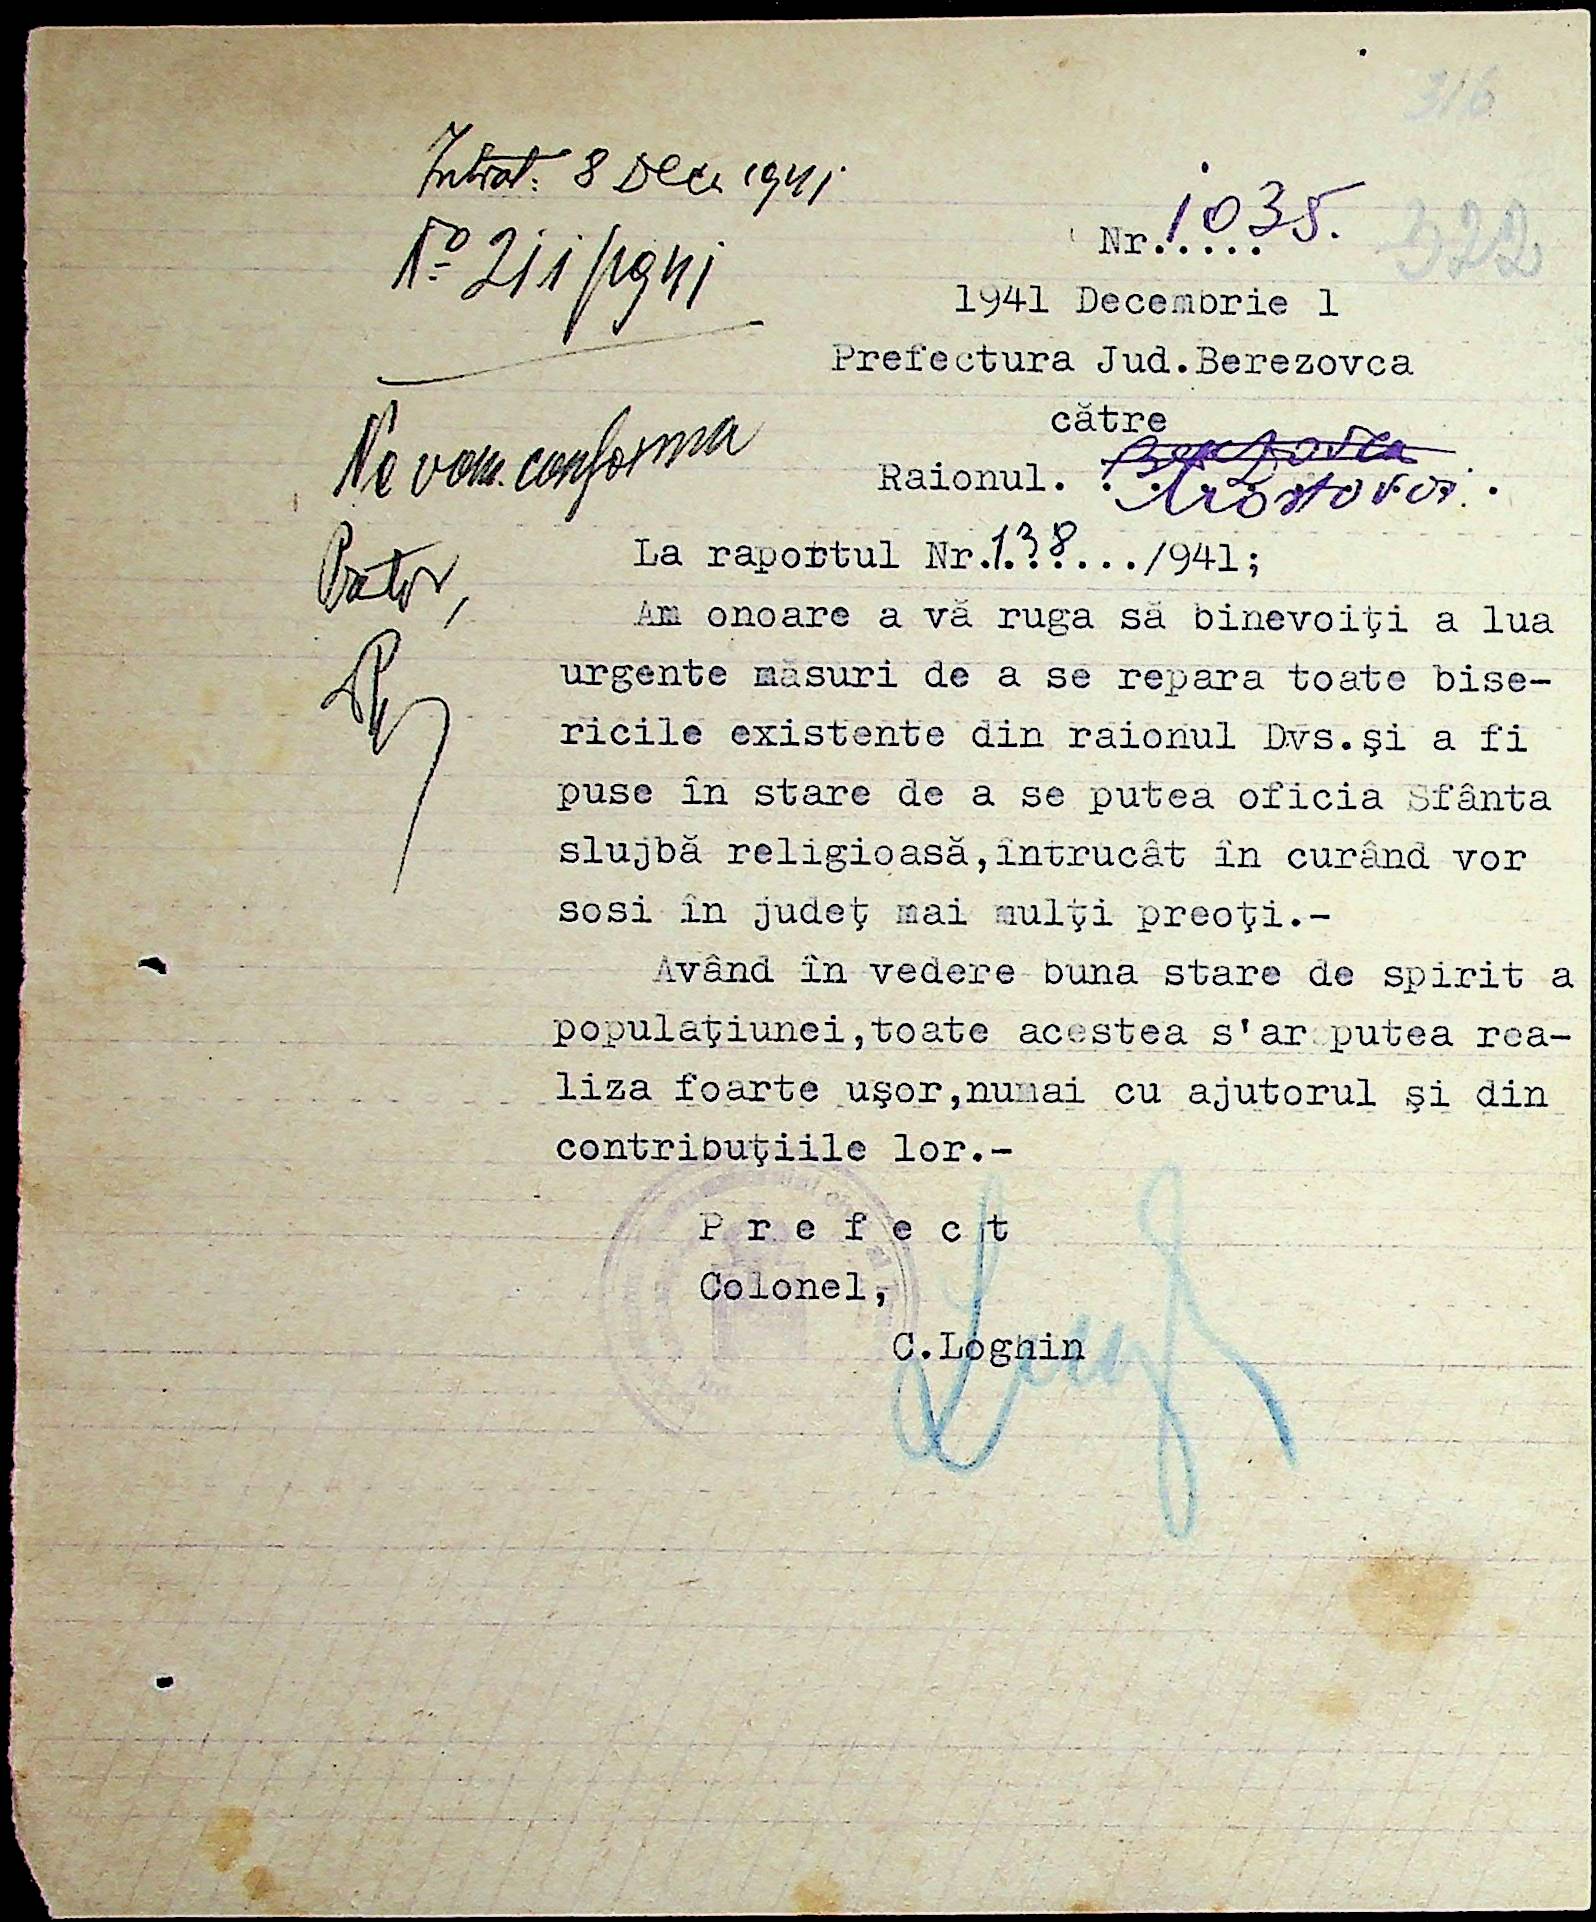 316
Intrat: 8 Dec. 1941
No 211/1941
Nr. 1035.
322
1941 Decembrie 1
Prefectura Jud.Berezovca
către
Ne vom conforma
Raionul. Berezovca
Mostovoi
Pretor,
La raportul Nr.138.../941;
Am onoare a vă ruga să binevoiţi a lua
urgente măsuri de a se repara toate bise-
ricile existente din raionul Dvs.şi a fi
puse în stare de a se putea oficia Sfânta
slujbă religioasă,întrucât în curând vor
sosi în judeţ mai mulţi preoţi.-
Având în vedere buna stare de spirit a
populaţiunei,toate acestea s'ar putea rea-
liza foarte uşor,numai cu ajutorul şi din
contribuţiile lor.-
P r e f e c t
Colonel,
C.Loghin